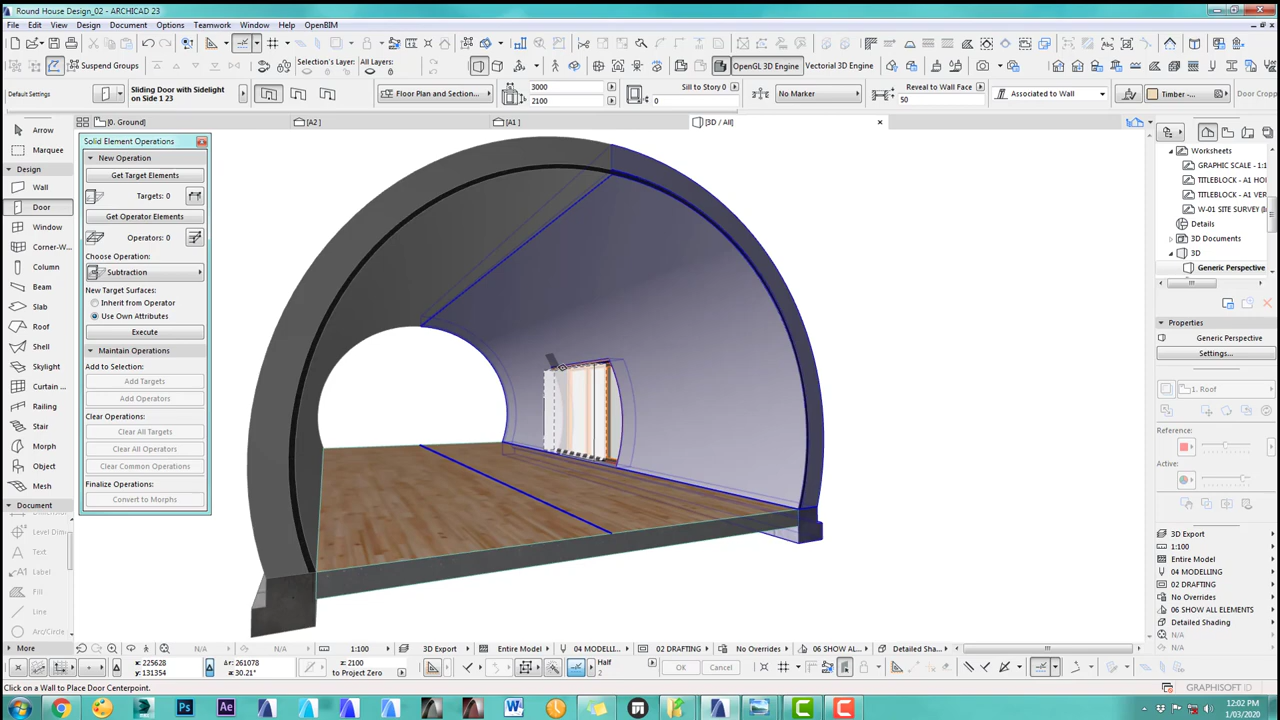 Round House Design_02 - ARCHICAD 23
File Edit View Design Document Options Teamwork Window Help OpenBIM
Suspend Groups
Selection's Layer:
All Layers:
OpenGL 3D Engine
Vectorial 3D Engine
Default Settings
Sliding Door with Sidelight on Side 1 23
Floor Plan and Section...
3000
2100
Sill to Story 0
0
No Marker
Reveal to Wall Face
50
Associated to Wall
Timber -...
Door Crop
[0. Ground]
[A2 ]
[A1 ]
[3D / All]
Arrow
Marquee
Design
Wall
Door
Window
Corner-W...
Column
Beam
Slab
Roof
Shell
Skylight
Curtain ...
Railing
Stair
Morph
Object
Mesh
Document
Level Dim...
Text
Label
Fill
Line
Arc/Circle
More
Solid Element Operations
New Operation
Get Target Elements
Targets: 0
Get Operator Elements
Operators: 0
Choose Operation:
Subtraction
New Target Surfaces:
Inherit from Operator
Use Own Attributes
Execute
Maintain Operations
Add to Selection:
Add Targets
Add Operators
Clear Operations:
Clear All Targets
Clear All Operators
Clear Common Operations
Finalize Operations:
Convert to Morphs
Worksheets
GRAPHIC SCALE - 1:1
TITLEBLOCK - A1 HO
TITLEBLOCK - A1 VER
W-01 SITE SURVEY (I
Details
3D Documents
3D
Generic Perspective
Properties
Generic Perspective
Settings...
1. Roof
Reference:
Active:
3D Export
1:100
Entire Model
04 MODELLING
02 DRAFTING
No Overrides
06 SHOW ALL ELEMENTS
Detailed Shading
N/A
N/A
N/A
1:100
3D Export
Entire Model
04 MODELLIN...
02 DRAFTING
No Overrides
06 SHOW AL...
Detailed Sha...
x: 225628
y: 131354
Δr: 261078
a: 30.21°
z: 2100
to Project Zero
Half
2
OK
Cancel
Click on a Wall to Place Door Centerpoint.
GRAPHISOFT ID
12:02 PM
1/03/2020